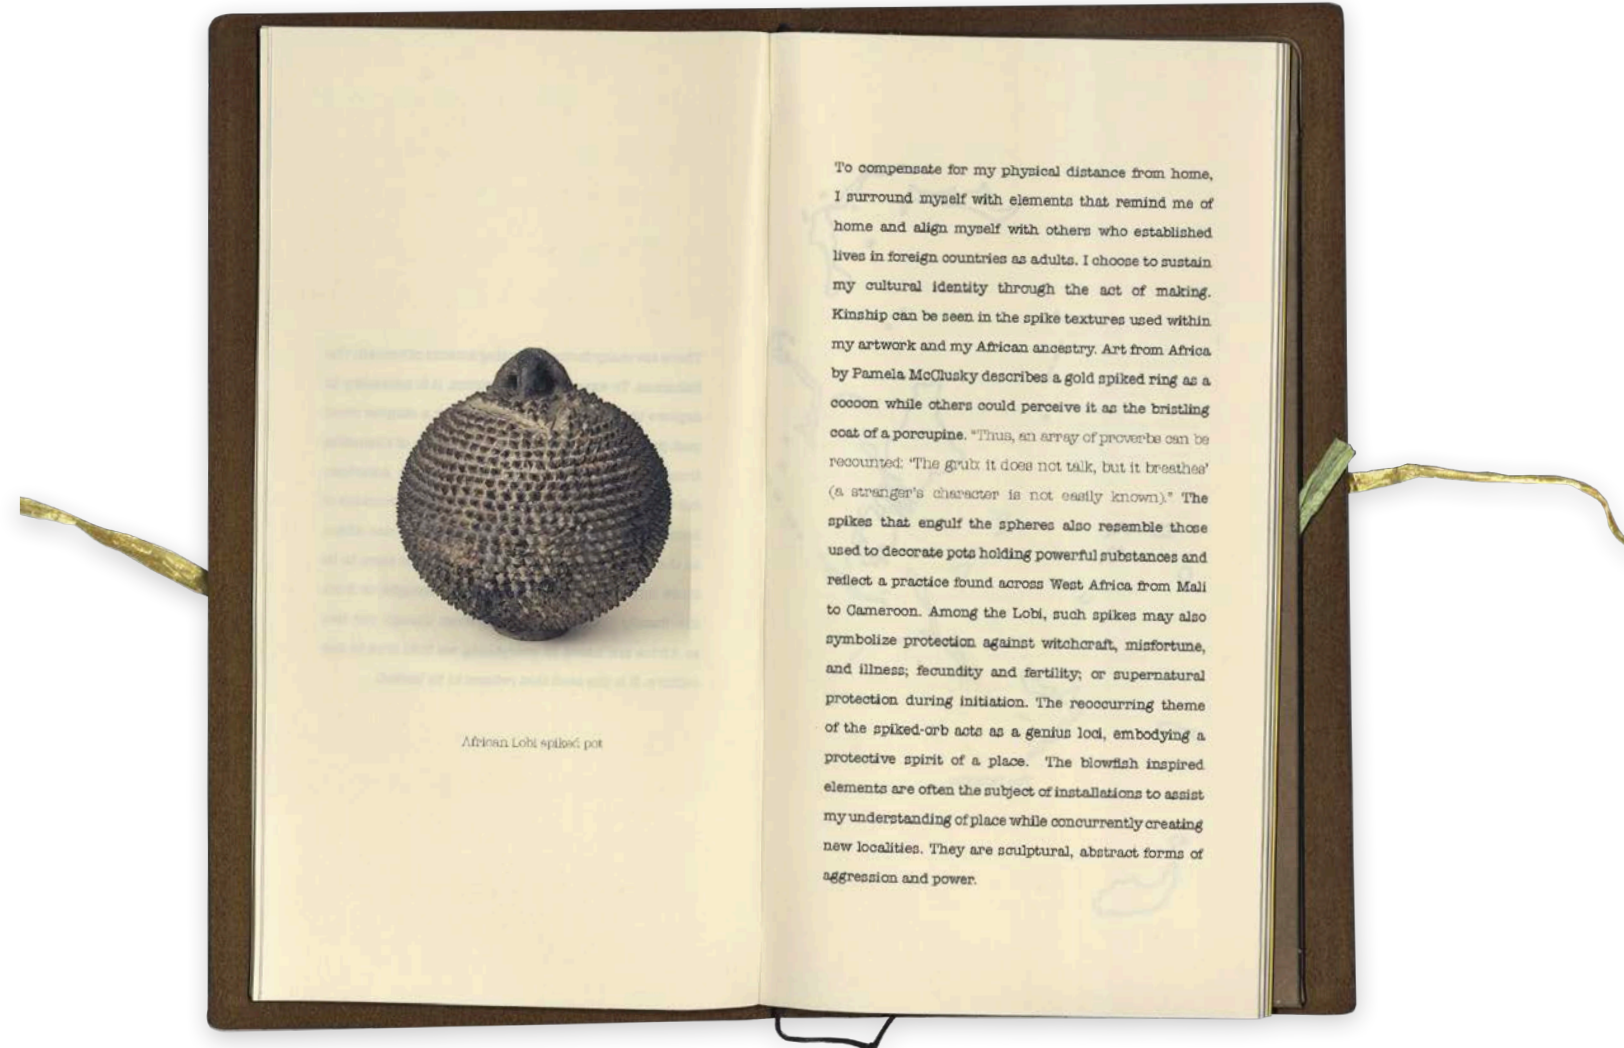 African Lobi spiked pot
To compensate for my physical distance from home,
I surround myself with elements that remind me of
home and align myself with others who established
lives in foreign countries as adults. I choose to sustain
my cultural identity through the act of making.
Kinship can be seen in the spike textures used within
my artwork and my African ancestry. Art from Africa
by Pamela McClusky describes a gold spiked ring as a
cocoon while others could perceive it as the bristling
coat of a porcupine. "Thus, an array of proverbs can be
recounted: 'The grub: it does not talk, but it breathes'
(a stranger's character is not easily known)." The
spikes that engulf the spheres also resemble those
used to decorate pots holding powerful substances and
reflect a practice found across West Africa from Mali
to Cameroon. Among the Lobi, such spikes may also
symbolize protection against witchcraft, misfortune,
and illness; fecundity and fertility; or supernatural
protection during initiation. The reoccurring theme
of the spiked-orb acts as a genius loci, embodying a
protective spirit of a place. The blowfish inspired
elements are often the subject of installations to assist
my understanding of place while concurrently creating
new localities. They are sculptural, abstract forms of
aggression and power.